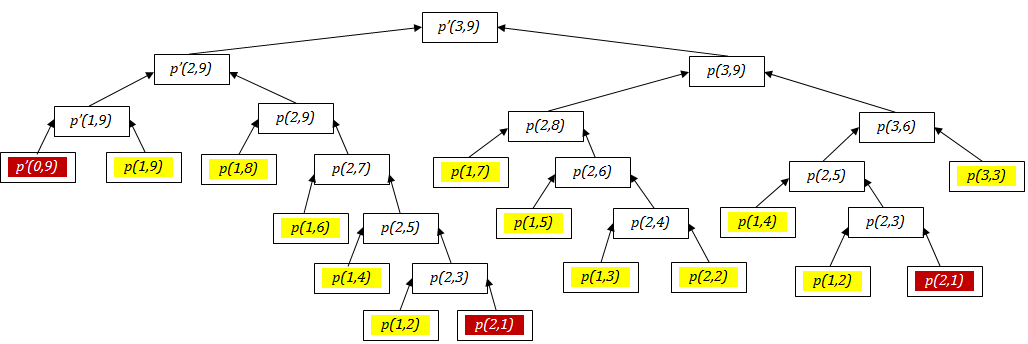 p’(3,9)
p’(2,9)
p(3,9)
p’(1,9)
p(2,9)
p(2,8)
p(3,6)
p’(0,9)
p(1,9)
p(1,8)
p(2,7)
p(1,7)
p(2,6)
p(2,5)
p(3,3)
p(1,6)
p(2,5)
p(1,5)
p(2,4)
p(1,4)
p(2,3)
p(1,4)
p(2,3)
p(1,3)
p(2,2)
p(1,2)
p(2,1)
p(1,2)
p(2,1)